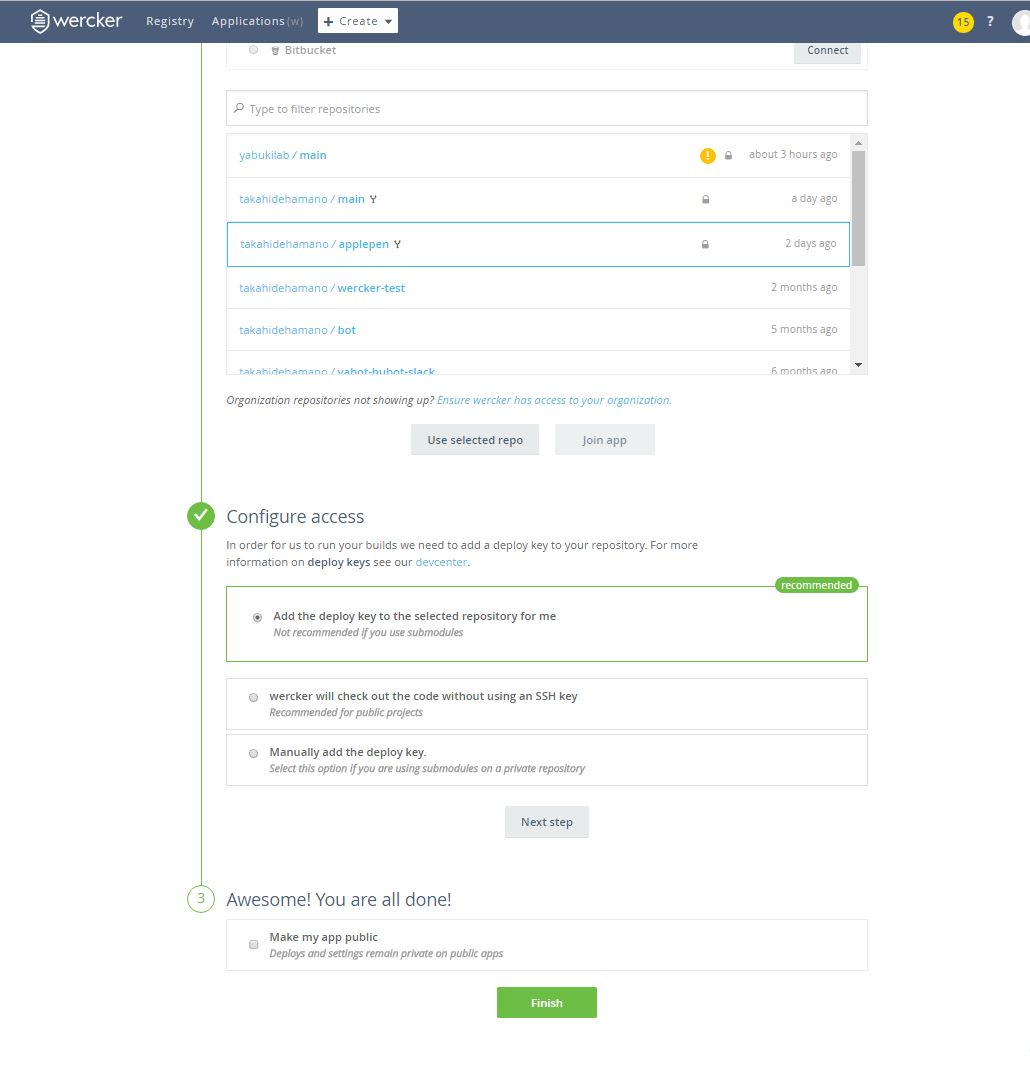 wercker Registry Applications(w) + Create 15 ?
Bitbucket Connect
Type to filter repositories
yabukilab / main ! about 3 hours ago
takahidehamano / main a day ago
takahidehamano / applepen 2 days ago
takahidehamano / wercker-test 2 months ago
takahidehamano / bot 5 months ago
takahidehamano / yabot-hubot-slack 6 months ago
Organization repositories not showing up? Ensure wercker has access to your organization.
Use selected repo Join app
Configure access
In order for us to run your builds we need to add a deploy key to your repository. For more
information on deploy keys see our devcenter.
recommended
Add the deploy key to the selected repository for me
Not recommended if you use submodules
wercker will check out the code without using an SSH key
Recommended for public projects
Manually add the deploy key.
Select this option if you are using submodules on a private repository
Next step
3 Awesome! You are all done!
Make my app public
Deploys and settings remain private on public apps
Finish